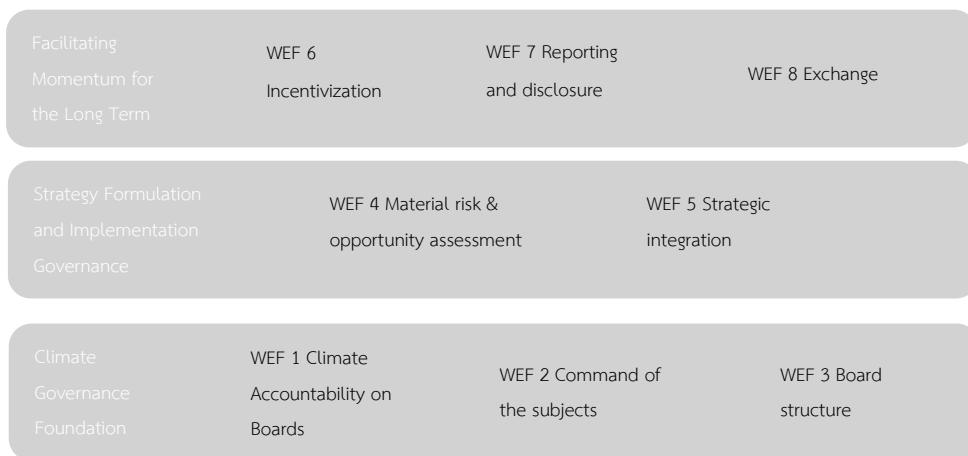 Facilitating
Momentum for
the Long Term
WEF 6
Incentivization
WEF 7 Reporting
and disclosure
WEF 8 Exchange
Strategy Formulation
and Implementation
Governance
WEF 4 Material risk &
opportunity assessment
WEF 5 Strategic
integration
Climate
Governance
Foundation
WEF 1 Climate
Accountability on
Boards
WEF 2 Command of
the subjects
WEF 3 Board
structure